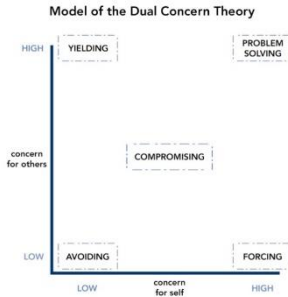 Model of the Dual Concern Theory
HIGH
YIELDING
PROBLEM
SOLVING
concern
for others
COMPROMISING
LOW
AVOIDING
FORCING
LOW
concern
for self
HIGH